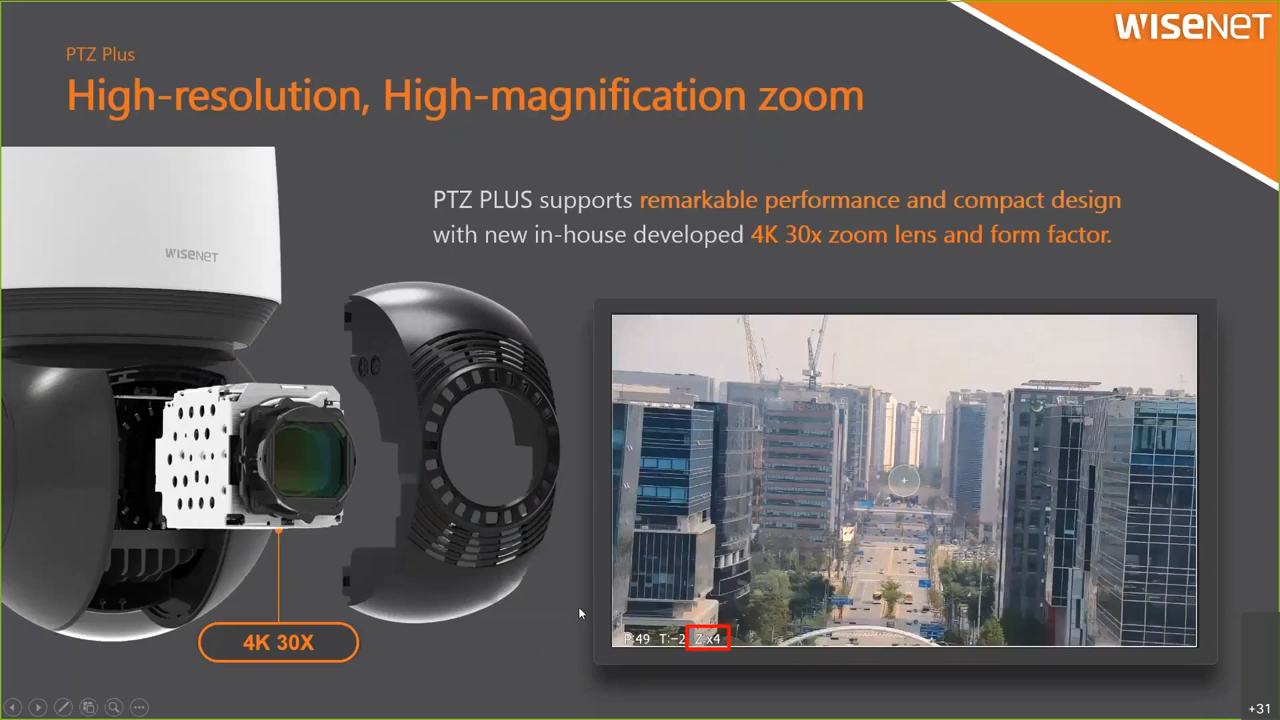 WISENET
PTZ Plus
High-resolution, High-magnification zoom
PTZ PLUS supports remarkable performance and compact design
with new in-house developed 4K 30x zoom lens and form factor.
WISENET
4K 30X
P:49 T:-2 Z:x4
+31